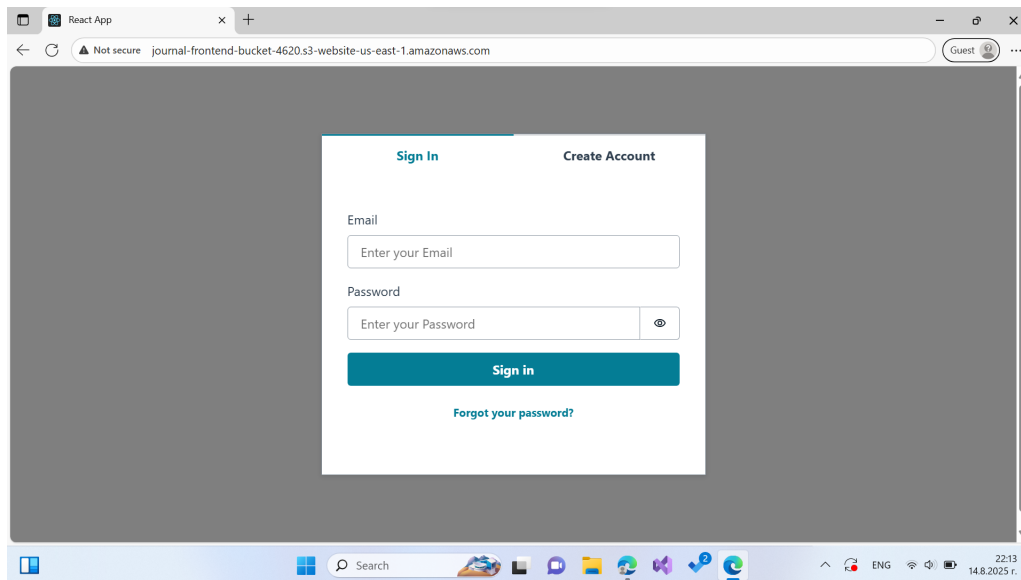 React App
Not secure journal-frontend-bucket-4620.s3-website-us-east-1.amazonaws.com
Guest
Sign In
Create Account
Email
Enter your Email
Password
Enter your Password
Sign in
Forgot your password?
Search
2
ENG
22:13
14.8.2025 г.